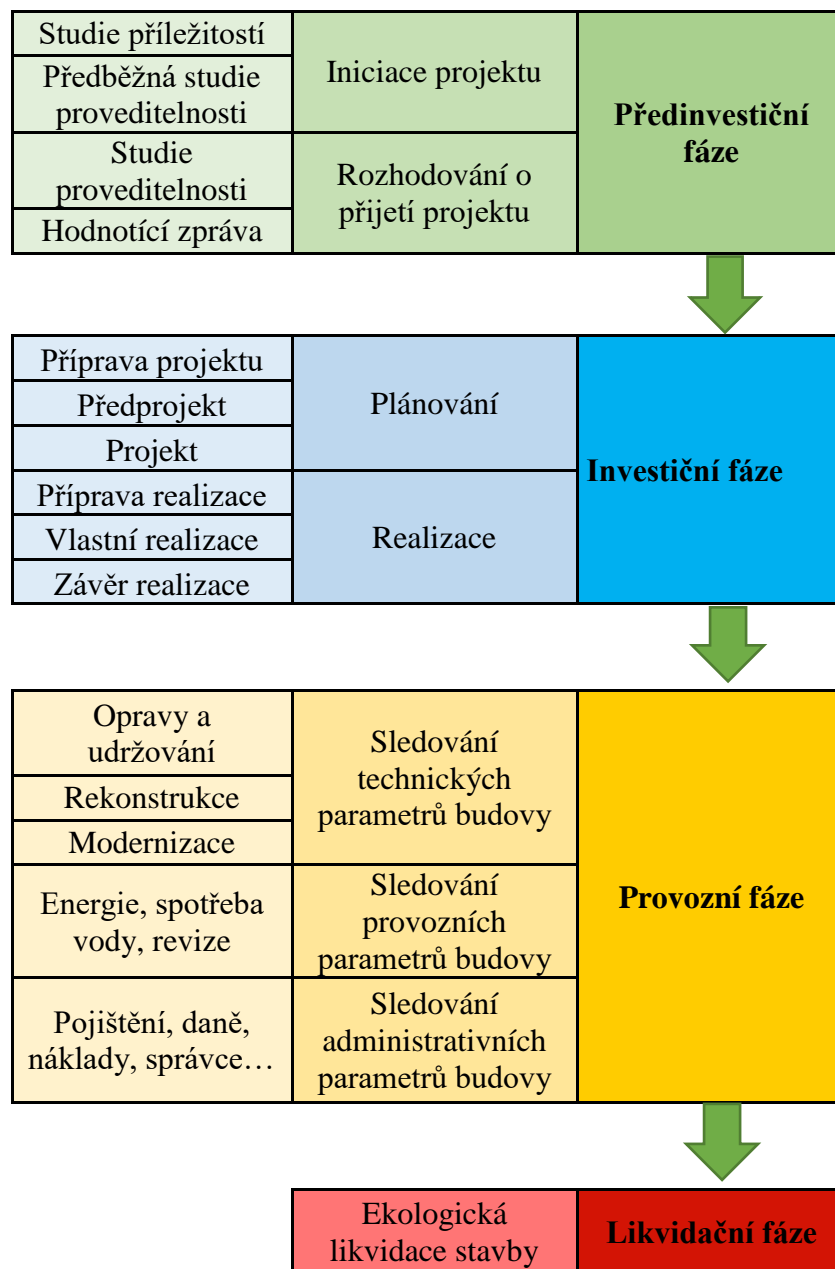 Studie příležitostí
Předběžná studie
proveditelnosti
Iniciace projektu
Studie
proveditelnosti
Hodnotící zpráva
Rozhodování o
přijetí projektu
Předinvestiční
fáze
Příprava projektu
Předprojekt
Projekt
Plánování
Příprava realizace
Vlastní realizace
Závěr realizace
Realizace
Investiční fáze
Opravy a
udržování
Rekonstrukce
Modernizace
Sledování
technických
parametrů budovy
Energie, spotřeba
vody, revize
Sledování
provozních
parametrů budovy
Pojištění, daně,
náklady, správce…
Sledování
administrativních
parametrů budovy
Provozní fáze
Ekologická
likvidace stavby
Likvidační fáze